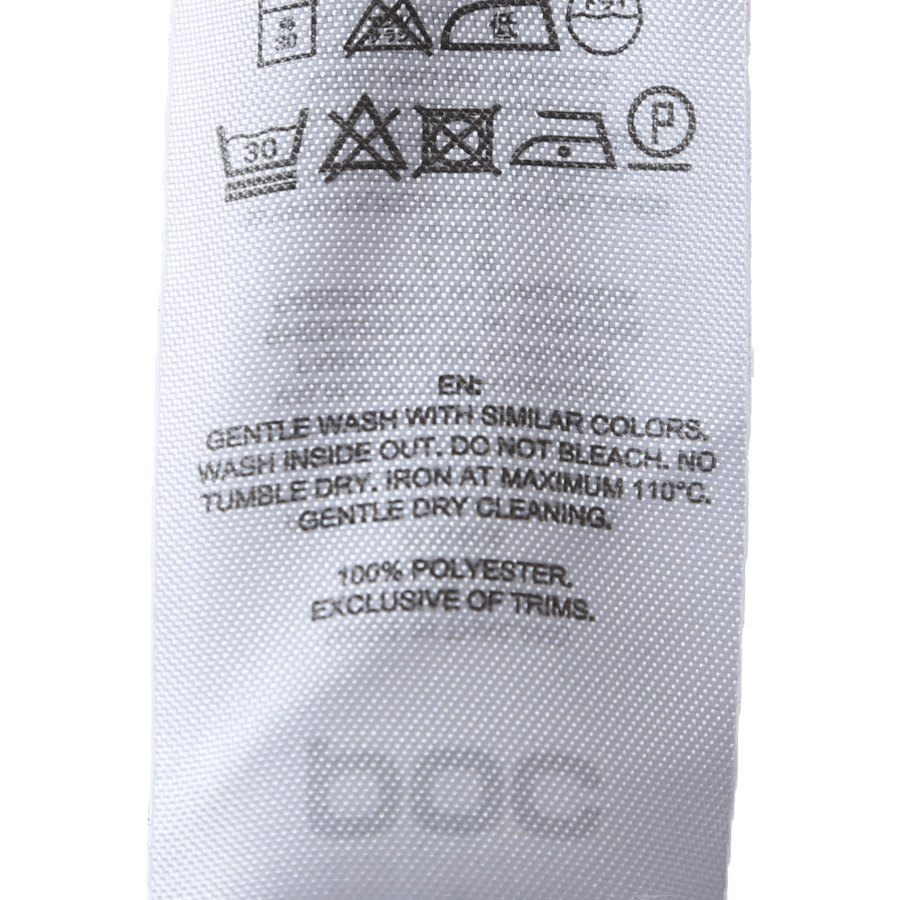 30
30
P
EN:
GENTLE WASH WITH SIMILAR COLORS.
WASH INSIDE OUT. DO NOT BLEACH. NO
TUMBLE DRY. IRON AT MAXIMUM 110°C.
GENTLE DRY CLEANING.
100% POLYESTER.
EXCLUSIVE OF TRIMS.